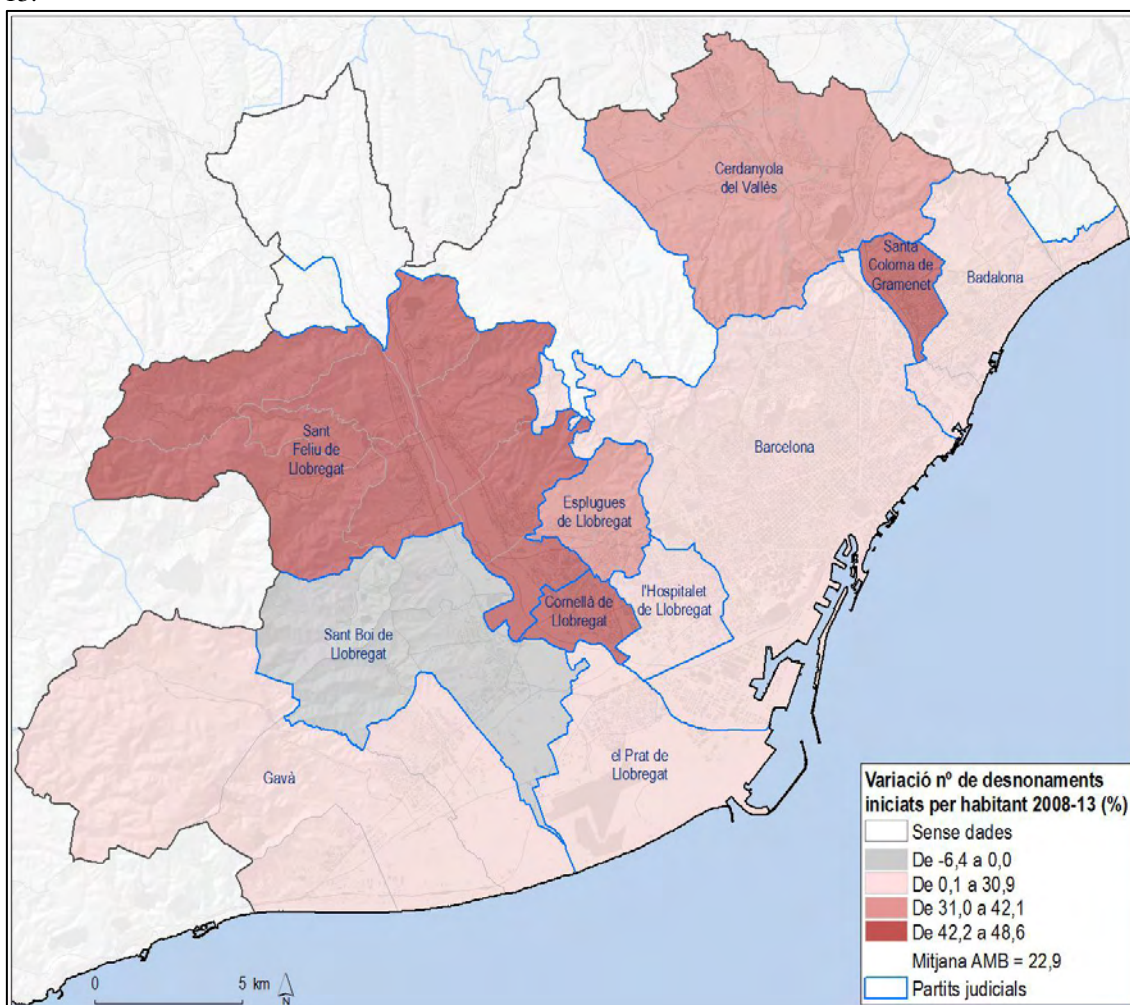 13.
Cerdanyola
del Vallés
Santa
Coloma de
Gramenet
Badalona
Sant
Feliu de
Llobregat
Barcelona
Esplugues
de Llobregat
Cornellà de
Llobregat
l'Hospitalet
de Llobregat
Sant Boi de
Llobregat
el Prat de
Llobregat
Gavà
Variació nº de desnonaments
iniciats per habitant 2008-13 (%)
Sense dades
De -6,4 a 0,0
De 0,1 a 30,9
De 31,0 a 42,1
De 42,2 a 48,6
Mitjana AMB = 22,9
Partits judicials
0 5 km
N